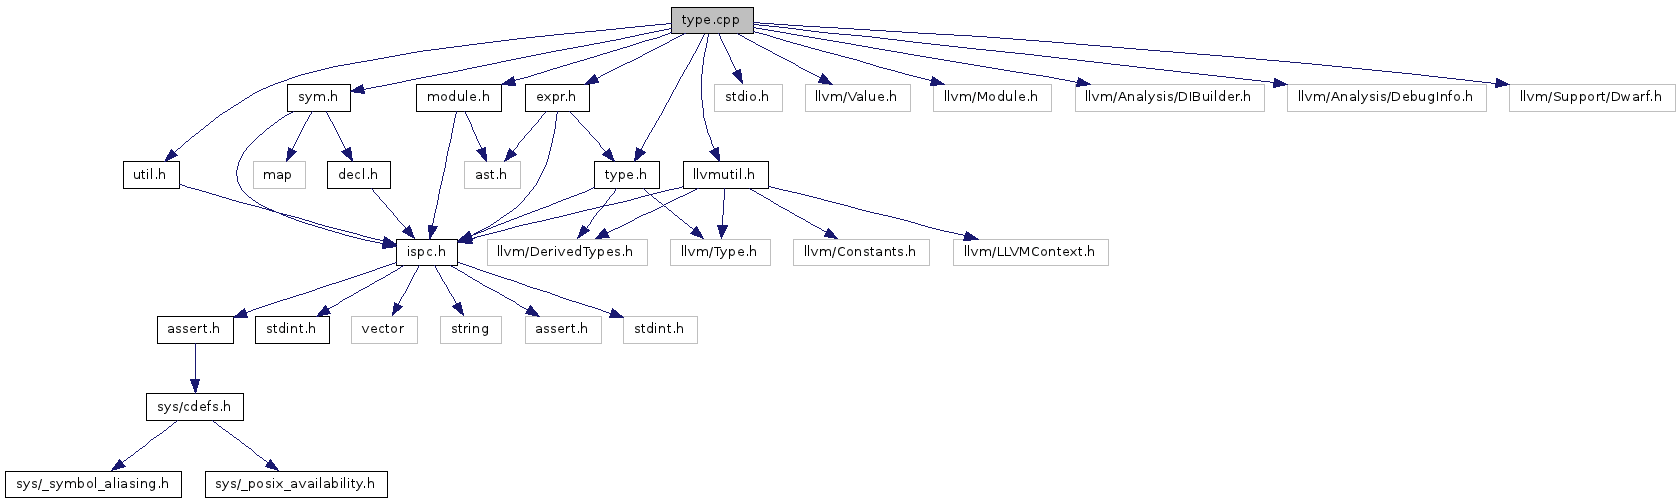 type.cpp
sym.h
module.h
expr.h
stdio.h
llvm/Value.h
llvm/Module.h
llvm/Analysis/DIBuilder.h
llvm/Analysis/DebugInfo.h
llvm/Support/Dwarf.h
util.h
map
decl.h
ast.h
type.h
llvmutil.h
ispc.h
llvm/DerivedTypes.h
llvm/Type.h
llvm/Constants.h
llvm/LLVMContext.h
assert.h
stdint.h
vector
string
assert.h
stdint.h
sys/cdefs.h
sys/_symbol_aliasing.h
sys/_posix_availability.h